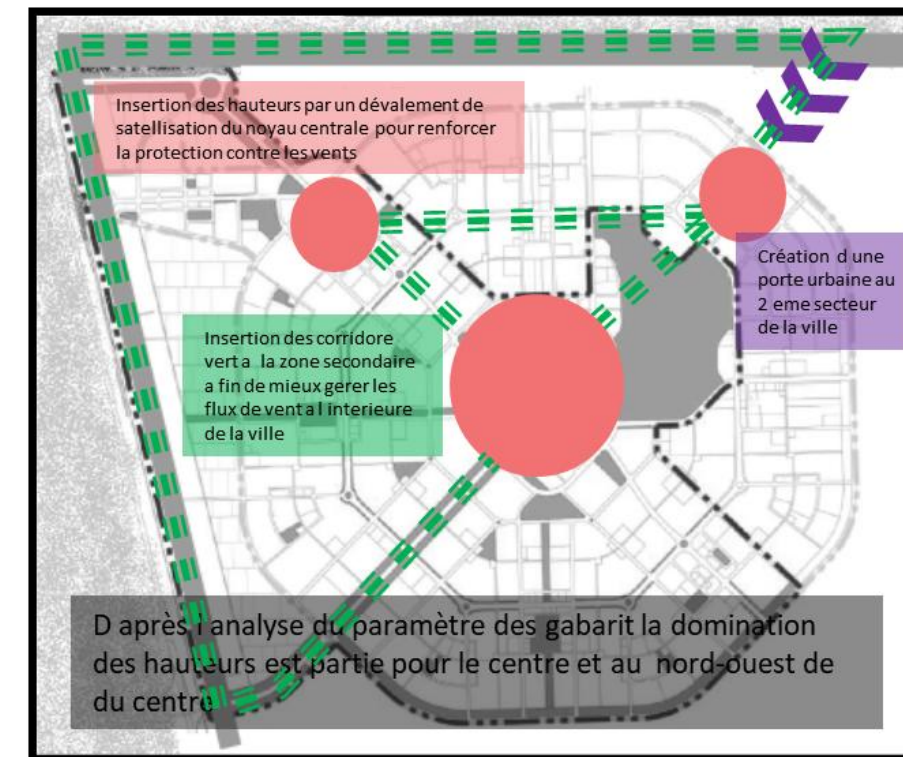 Insertion des hauteurs par un dévalement de
satellisation du noyau centrale pour renforcer
la protection contre les vents
Création d une
porte urbaine au
2 eme secteur
de la ville
Insertion des corridore
vert a la zone secondaire
a fin de mieux gerer les
flux de vent a l interieure
de la ville
D après l'analyse du paramètre des gabarit la domination
des hauteurs est partie pour le centre et au nord-ouest de
du centre